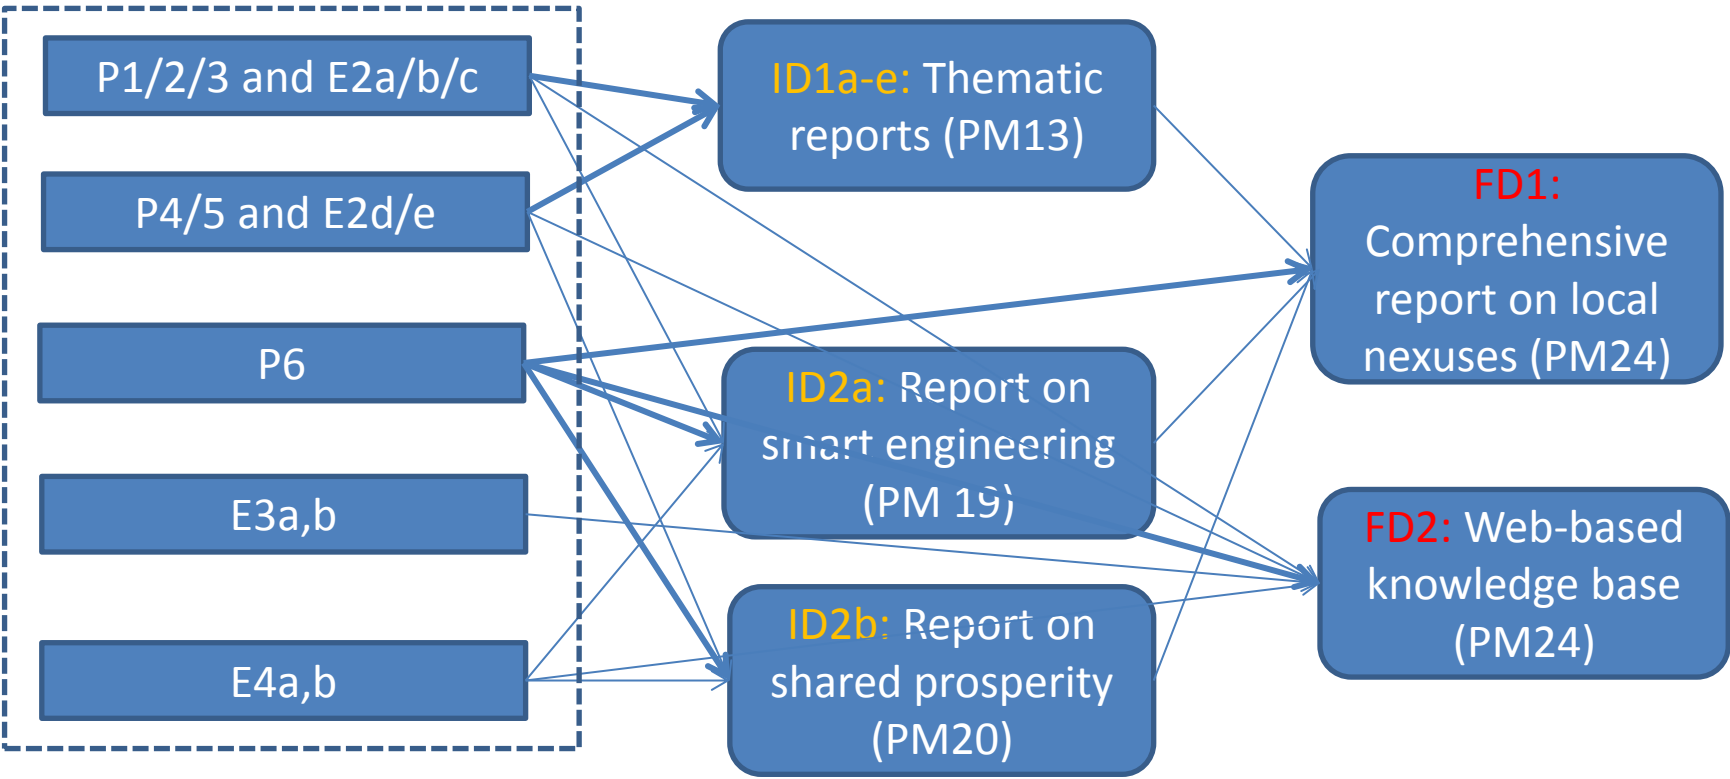 P1/2/3 and E2a/b/c
P4/5 and E2d/e
P6
E3a,b
E4a,b
ID1a-e: Thematic
reports (PM13)
ID2a: Report on
smart engineering
(PM 19)
ID2b: Report on
shared prosperity
(PM20)
FD1:
Comprehensive
report on local
nexuses (PM24)
FD2: Web-based
knowledge base
(PM24)